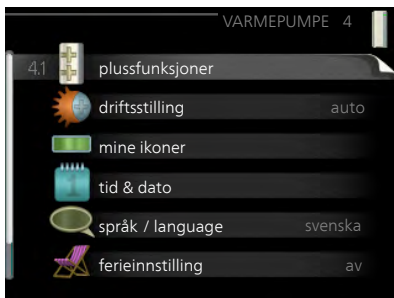 VARMEPUMPE 4
4.1 plussfunksjoner
driftsstilling auto
mine ikoner
tid & dato
språk / language svenska
ferieinnstilling av